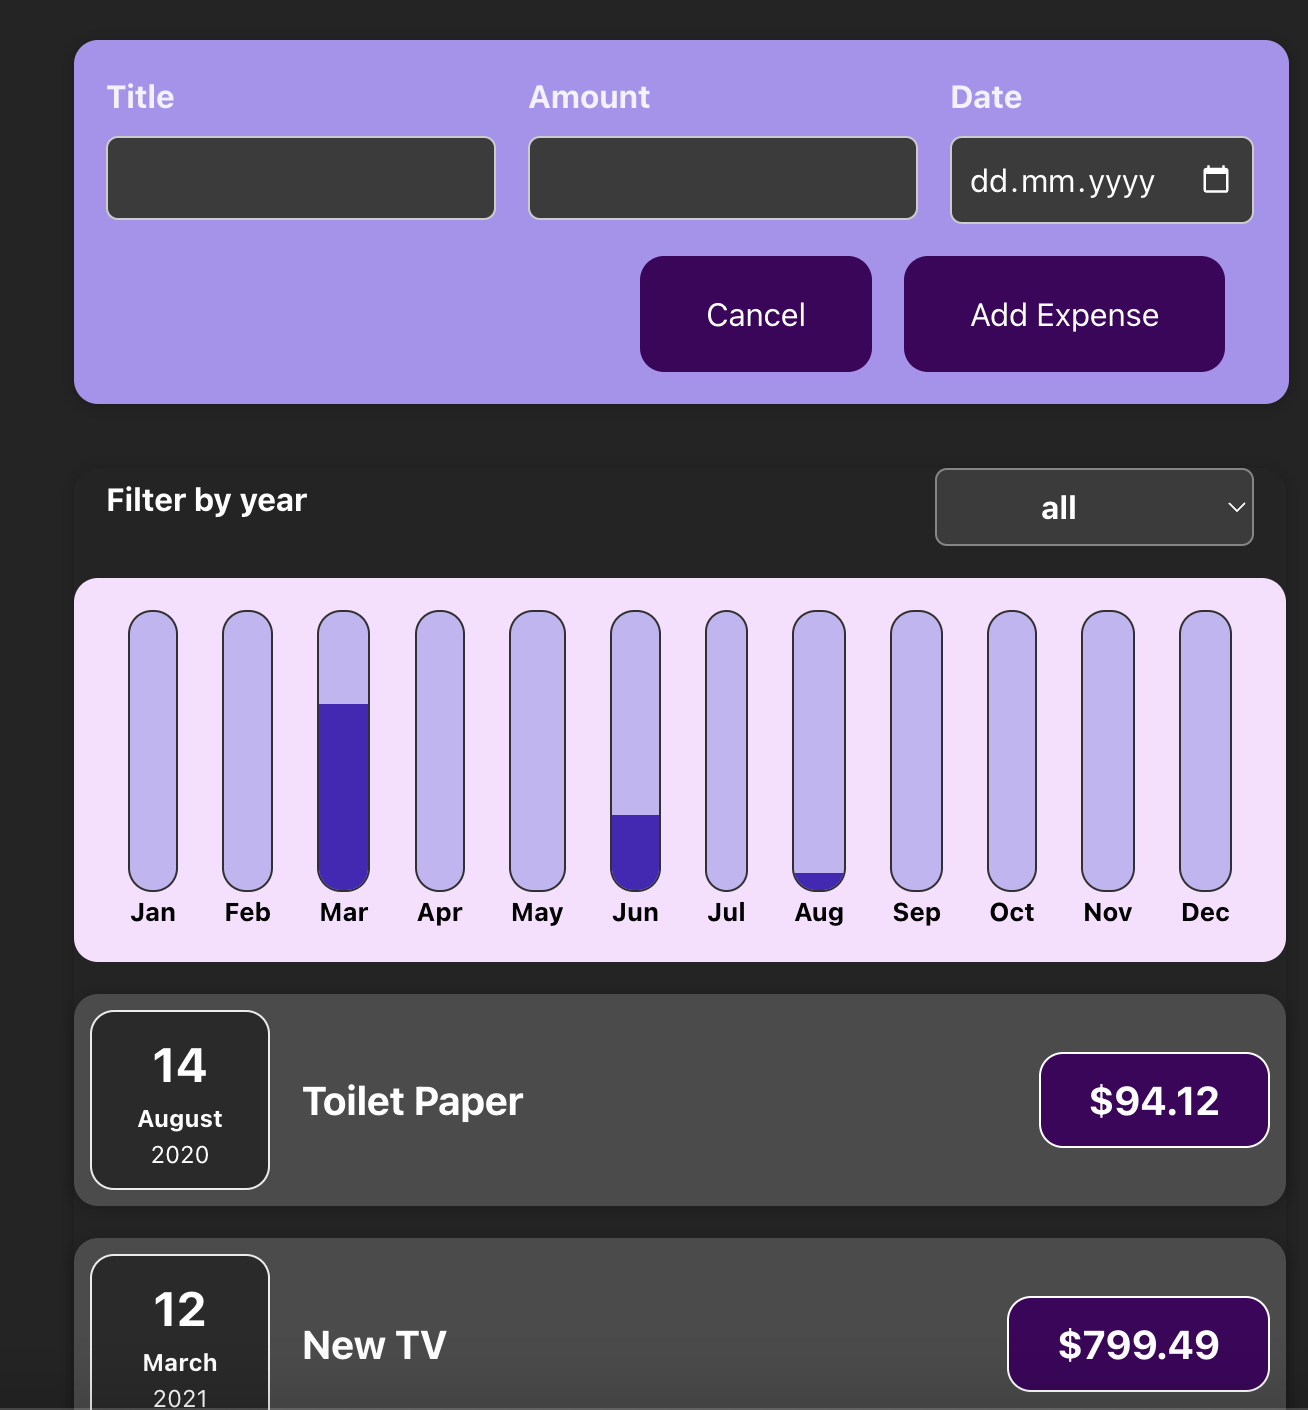 Title Amount Date
dd.mm.yyyy
Cancel Add Expense
Filter by year all
Jan Feb Mar Apr May Jun Jul Aug Sep Oct Nov Dec
14
August
2020
Toilet Paper
$94.12
12
March
2021
New TV
$799.49